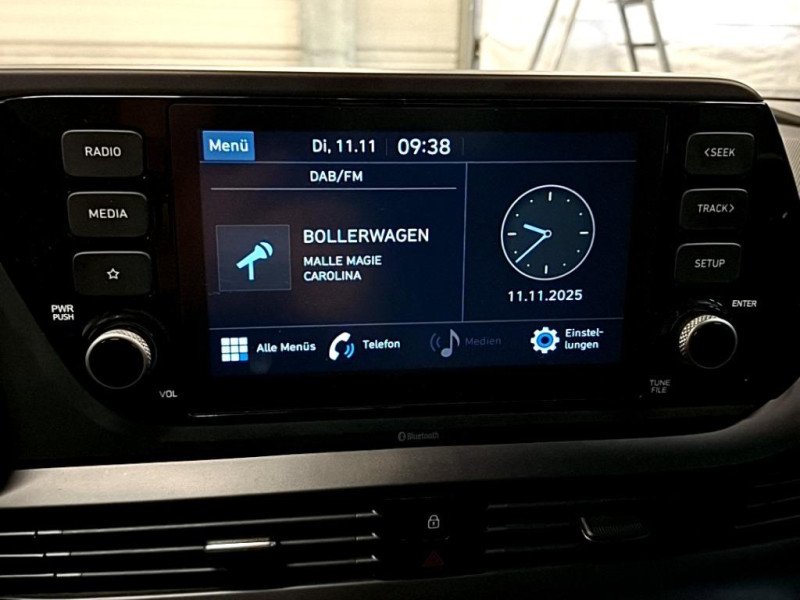 RADIO
MEDIA
PWR
PUSH
VOL
Menü
Di, 11.11
09:38
DAB/FM
BOLLERWAGEN
MALLE MAGIE
CAROLINA
11.11.2025
Alle Menüs
Telefon
Medien
Einstel-
lungen
<SEEK
TRACK>
SETUP
ENTER
TUNE
FILE
Bluetooth